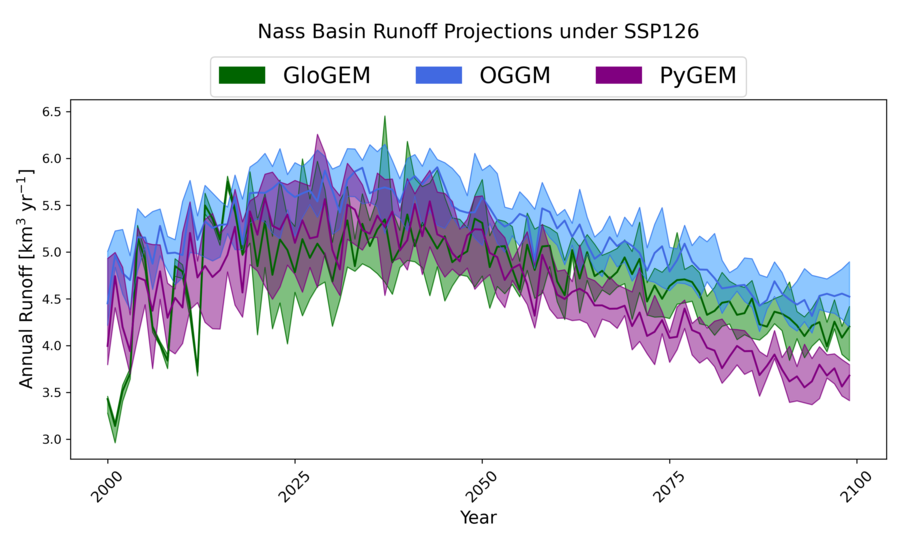 Nass Basin Runoff Projections under SSP126
GloGEM OGGM PyGEM
Annual Runoff [km³ yr⁻¹]
6.5
6.0
5.5
5.0
4.5
4.0
3.5
3.0
2000 2025 2050 2075 2100
Year